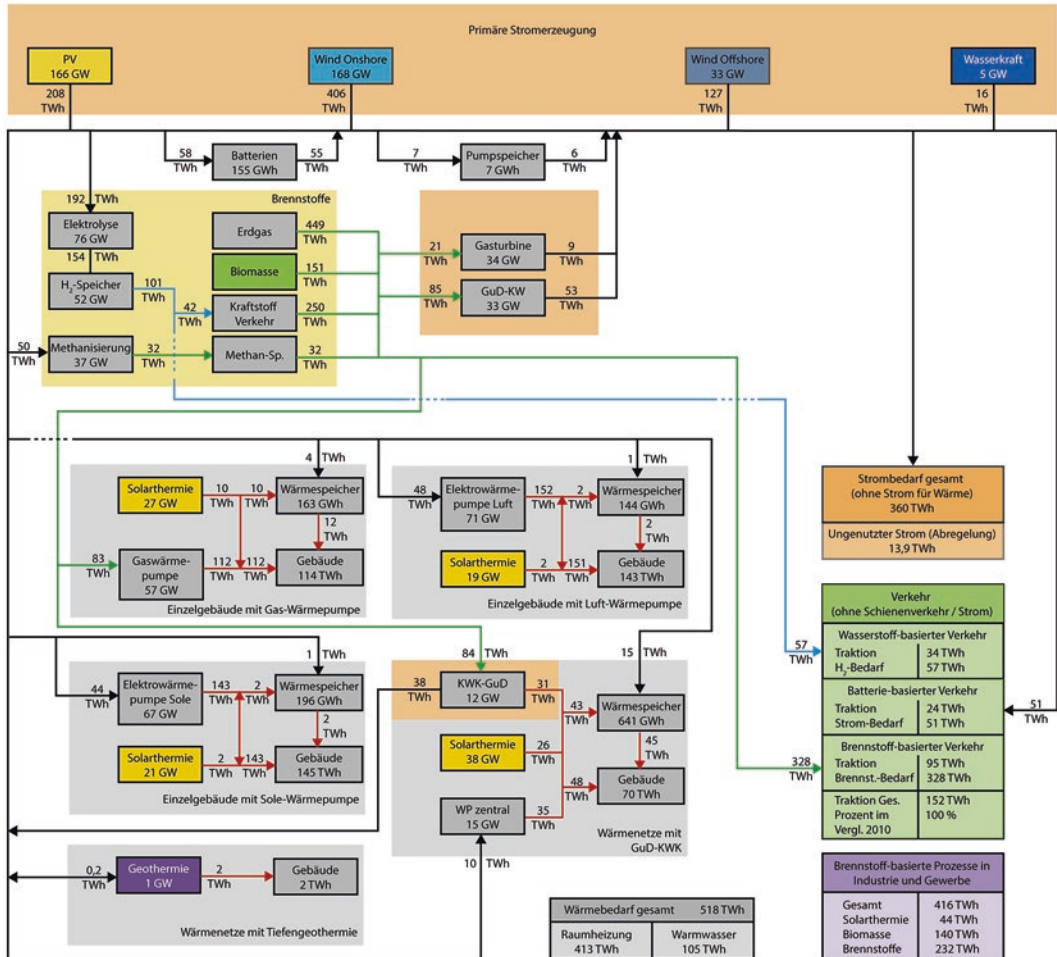 Primäre Stromerzeugung
PV
166 GW
Wind Onshore
168 GW
Wind Offshore
33 GW
Wasserkraft
5 GW
208
TWh
406
TWh
127
TWh
16
TWh
58
TWh
Batterien
155 GWh
55
TWh
7
TWh
Pumpspeicher
7 GWh
6
TWh
192 TWh
Brennstoffe
Elektrolyse
76 GW
154 TWh
H₂-Speicher
52 GW
101
TWh
42
TWh
50
TWh
Methanisierung
37 GW
32
TWh
Erdgas
449
TWh
Biomasse
151
TWh
Kraftstoff
Verkehr
250
TWh
Methan-Sp.
32
TWh
21
TWh
Gasturbine
34 GW
9
TWh
85
TWh
GuD-KW
33 GW
53
TWh
4 TWh
Solarthermie
27 GW
10
TWh
10
TWh
Wärmespeicher
163 GWh
12
TWh
83
TWh
Gaswärme-
pumpe
57 GW
112
TWh
112
TWh
Gebäude
114 TWh
Einzelgebäude mit Gas-Wärmepumpe
1 TWh
48
TWh
Elektrowärme-
pumpe Luft
71 GW
152
TWh
2
TWh
Wärmespeicher
144 GWh
2
TWh
Solarthermie
19 GW
2
TWh
151
TWh
Gebäude
143 TWh
Einzelgebäude mit Luft-Wärmepumpe
Strombedarf gesamt
(ohne Strom für Wärme)
360 TWh
Ungenutzter Strom (Abregelung)
13,9 TWh
1 TWh
44
TWh
Elektrowärme-
pumpe Sole
67 GW
143
TWh
2
TWh
Wärmespeicher
196 GWh
2
TWh
Solarthermie
21 GW
2
TWh
143
TWh
Gebäude
145 TWh
Einzelgebäude mit Sole-Wärmepumpe
84 TWh
15 TWh
38
TWh
KWK-GuD
12 GW
31
TWh
43
TWh
Wärmespeicher
641 GWh
45
TWh
Solarthermie
38 GW
26
TWh
48
TWh
Gebäude
70 TWh
WP zentral
15 GW
35
TWh
10 TWh
Wärmenetze mit
GuD-KWK
0,2
TWh
Geothermie
1 GW
2
TWh
Gebäude
2 TWh
Wärmenetze mit Tiefengeothermie
57
TWh
328
TWh
51
TWh
Verkehr
(ohne Schienenverkehr / Strom)
Wasserstoff-basierter Verkehr
Traktion 34 TWh
H₂-Bedarf 57 TWh
Batterie-basierter Verkehr
Traktion 24 TWh
Strom-Bedarf 51 TWh
Brennstoff-basierter Verkehr
Traktion 95 TWh
Brennst.-Bedarf 328 TWh
Traktion Ges. 152 TWh
Prozent im 100 %
Vergl. 2010
Wärmebedarf gesamt 518 TWh
Raumheizung Warmwasser
413 TWh 105 TWh
Brennstoff-basierte Prozesse in
Industrie und Gewerbe
Gesamt 416 TWh
Solarthermie 44 TWh
Biomasse 140 TWh
Brennstoffe 232 TWh